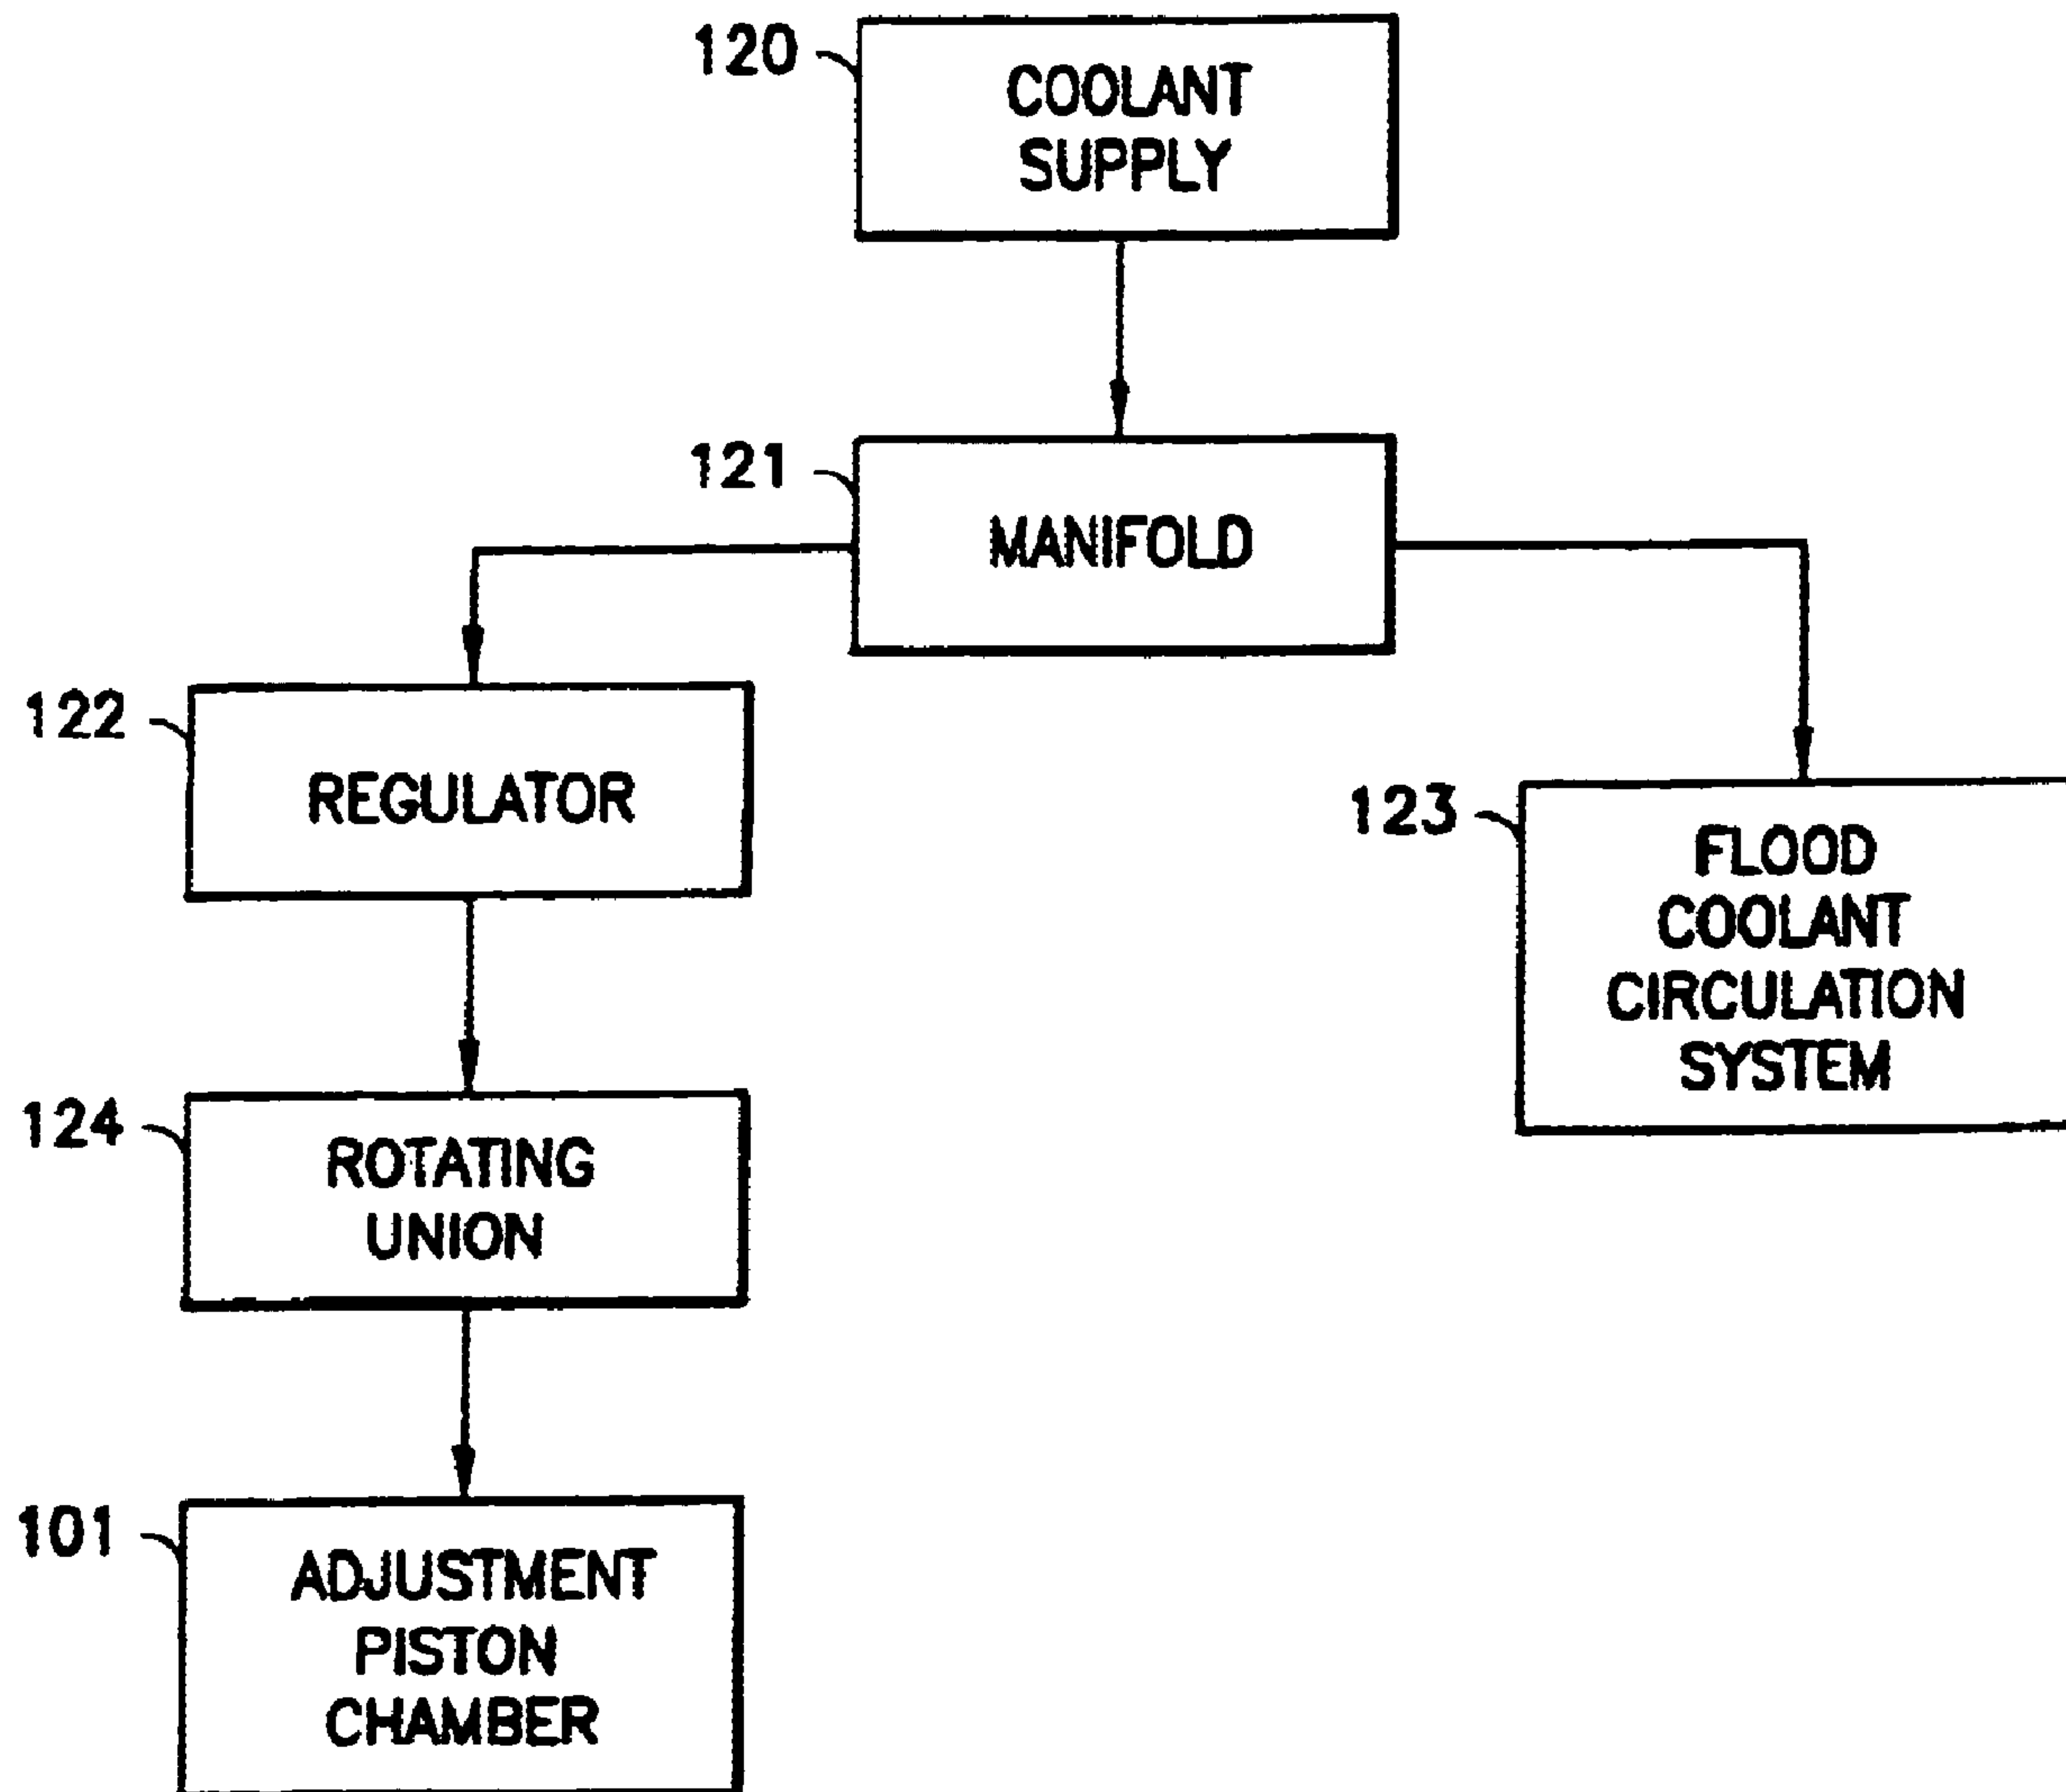 120
COOLANT
SUPPLY
121
MANIFOLD
122
REGULATOR
123
FLOOD
COOLANT
CIRCULATION
SYSTEM
124
ROTATING
UNION
101
ADJUSTMENT
PISTON
CHAMBER